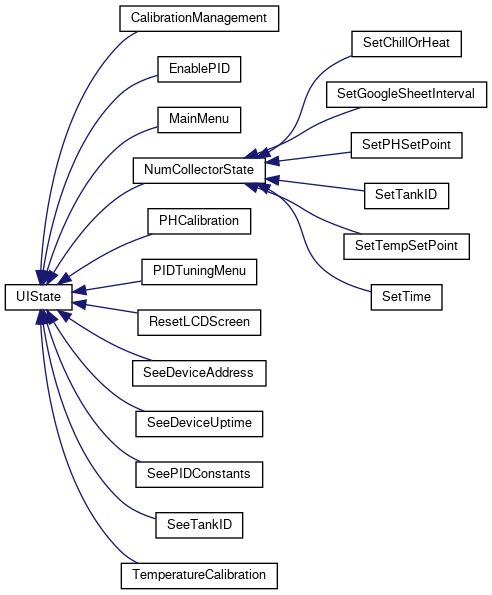 CalibrationManagement
SetChillOrHeat
EnablePID
SetGoogleSheetInterval
MainMenu
SetPHSetPoint
NumCollectorState
SetTankID
PHCalibration
SetTempSetPoint
PIDTuningMenu
UIState
SetTime
ResetLCDScreen
SeeDeviceAddress
SeeDeviceUptime
SeePIDConstants
SeeTankID
TemperatureCalibration